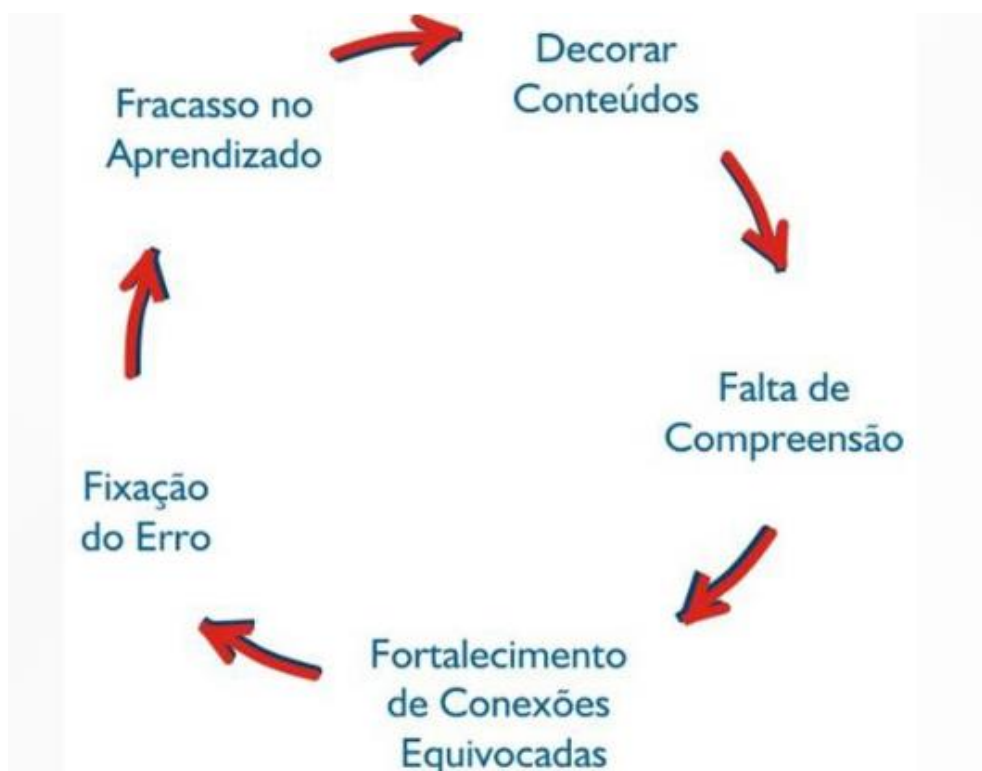 Decorar
Conteúdos
Falta de
Compreensão
Fortalecimento
de Conexões
Equivocadas
Fixação
do Erro
Fracasso no
Aprendizado